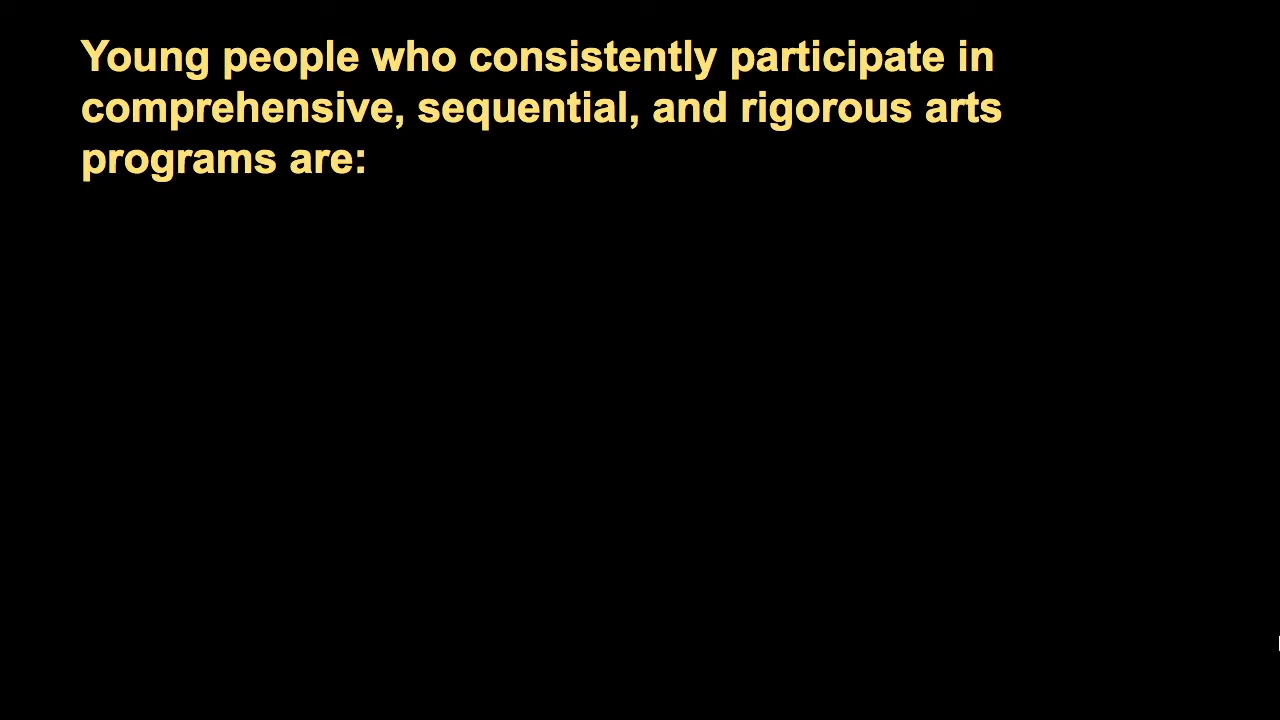 Young people who consistently participate in
comprehensive, sequential, and rigorous arts
programs are: